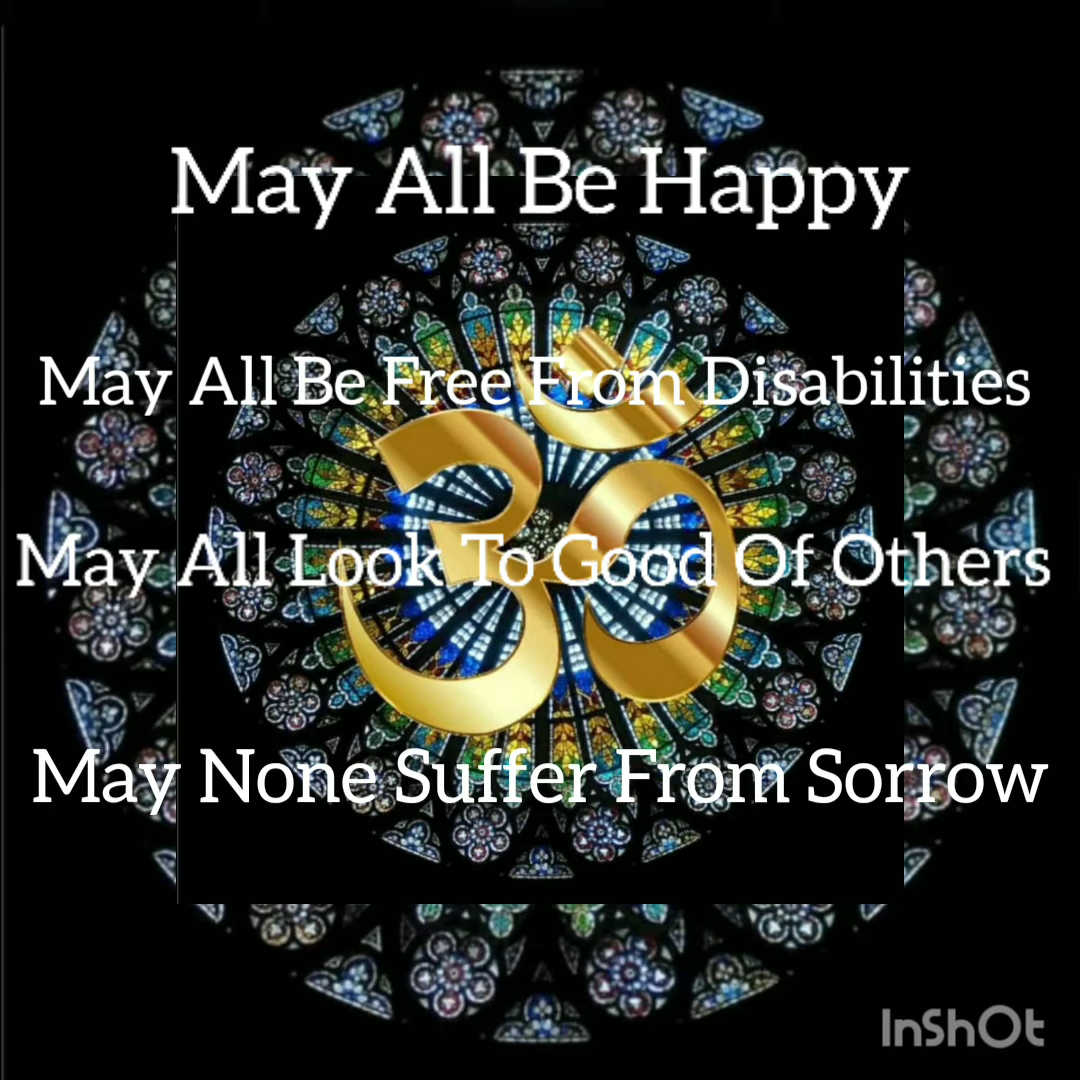 May All Be Happy
May All Be Free From Disabilities
May All Look To Good Of Others
May None Suffer From Sorrow
InShOt